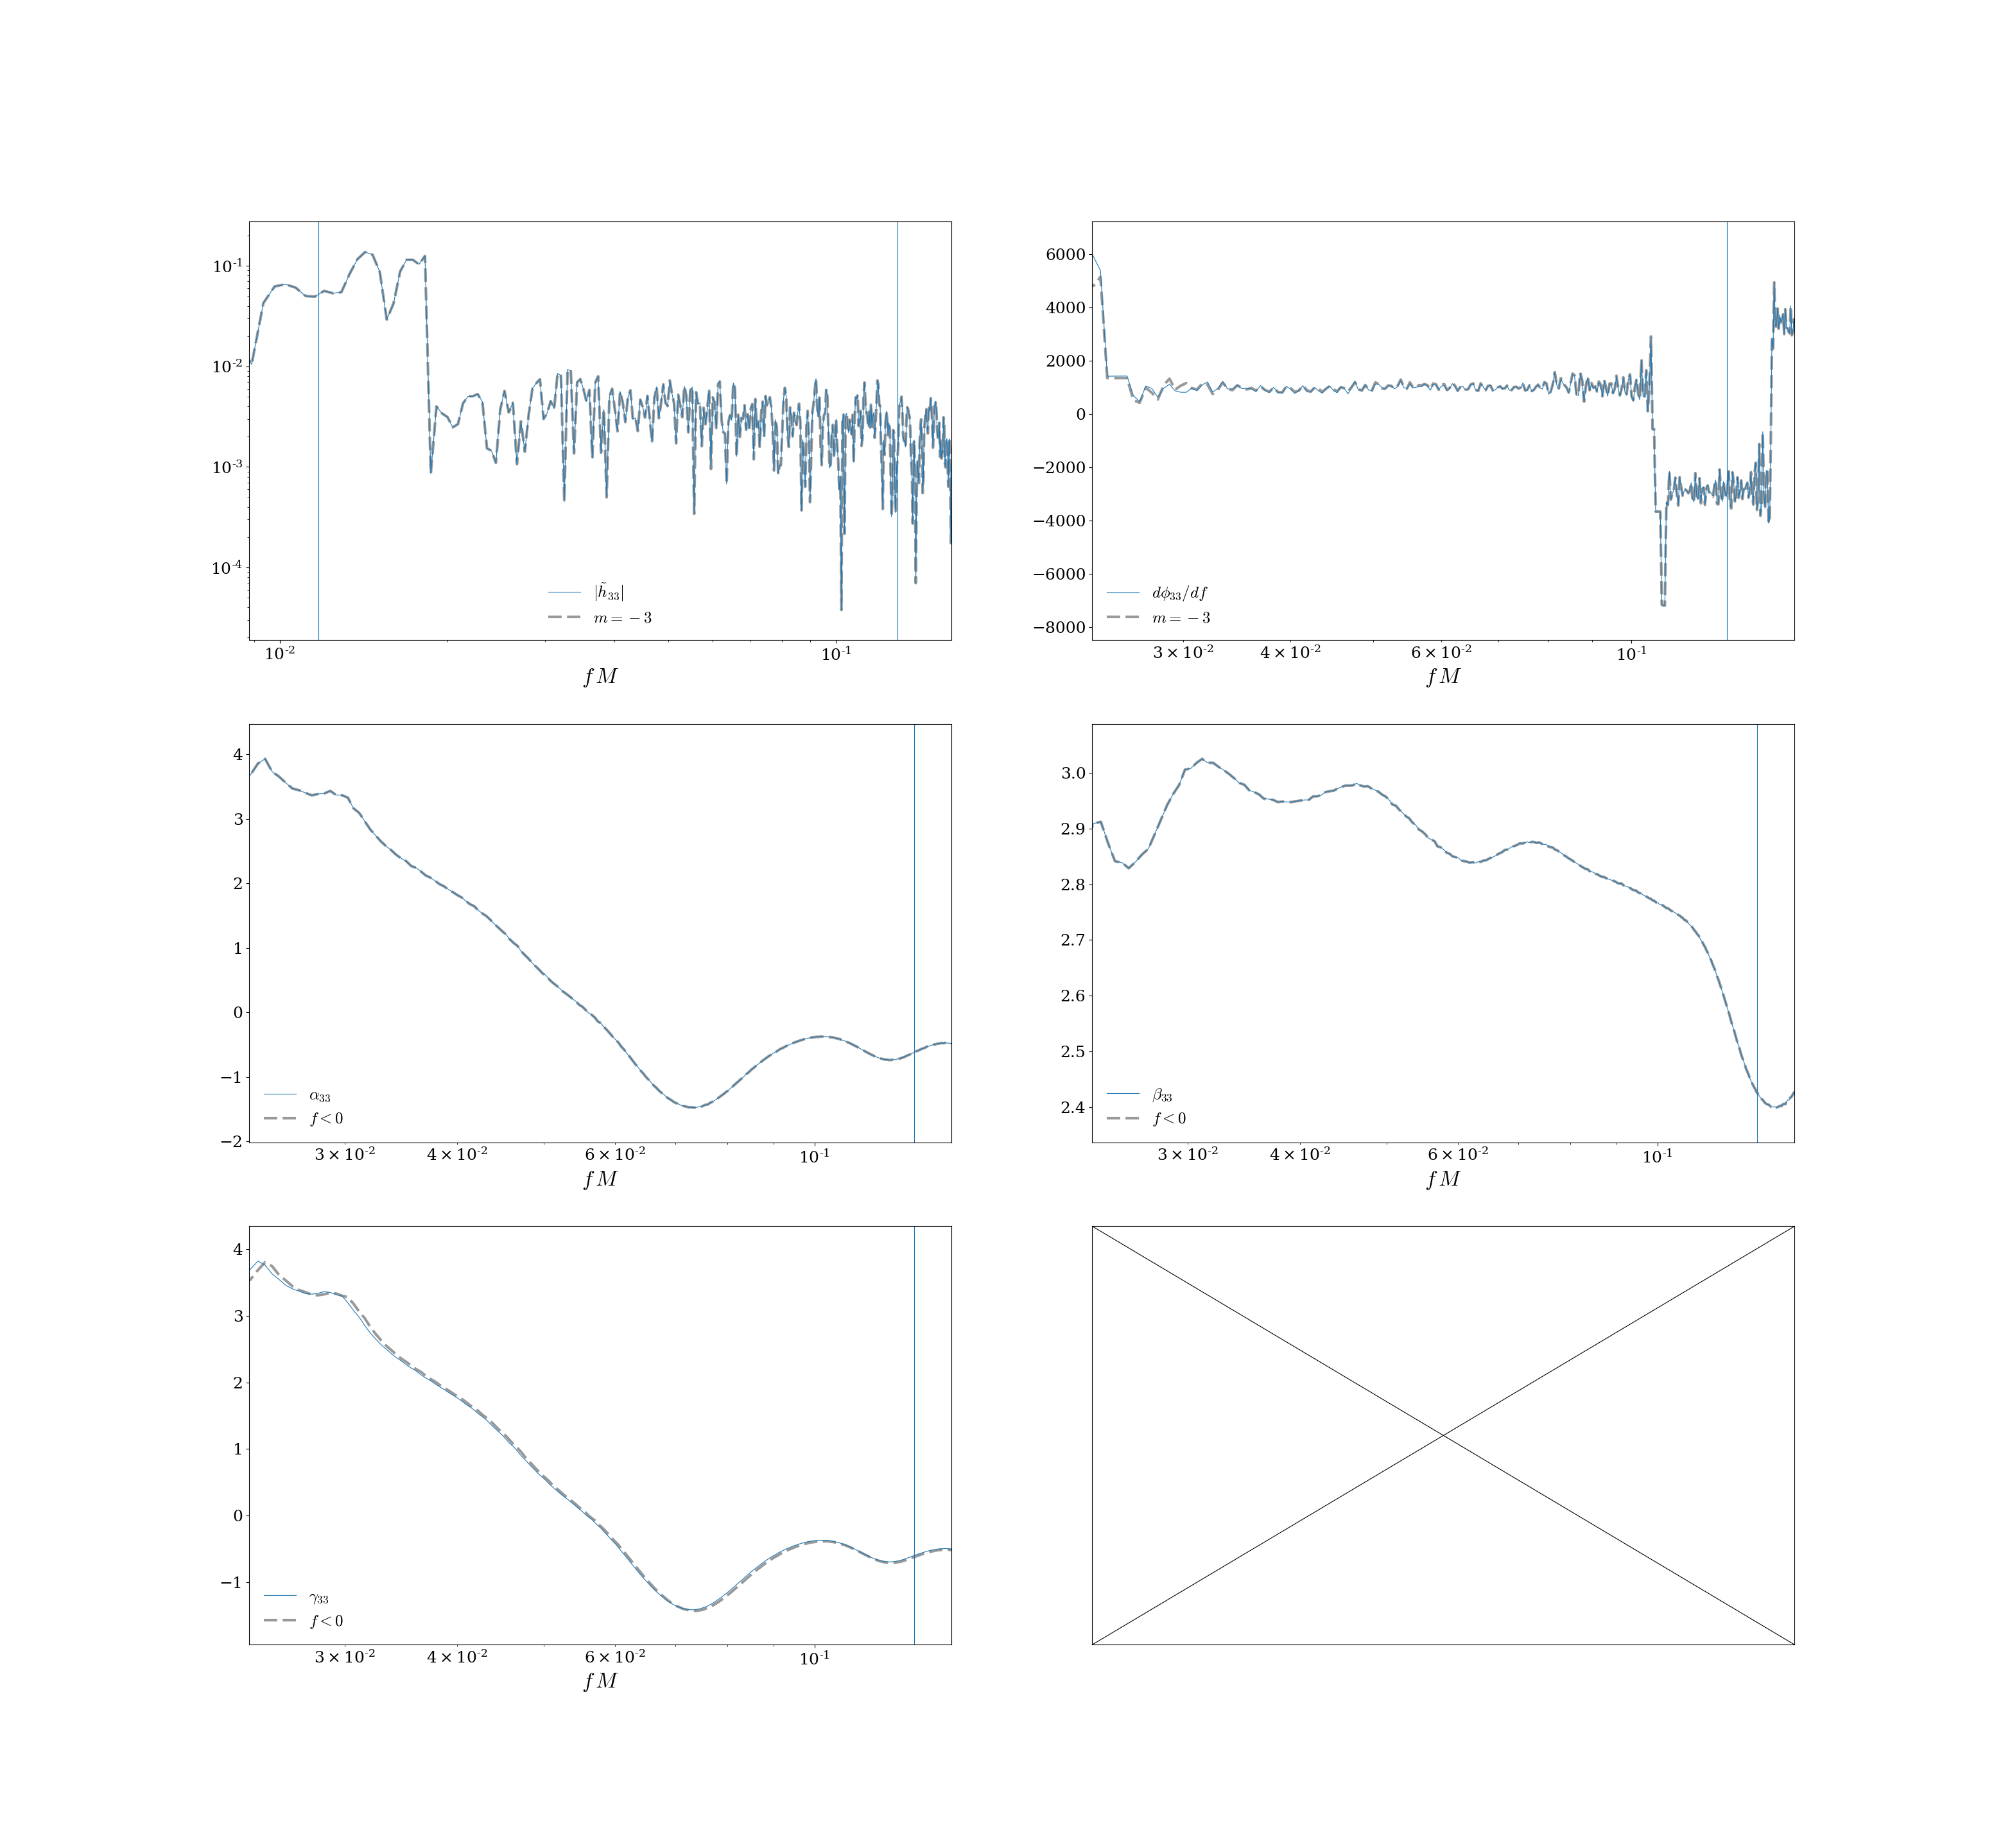 10⁻¹
10⁻²
10⁻³
10⁻⁴
|h̃₃₃|
m = −3
10⁻² 10⁻¹
fM
6000
4000
2000
0
−2000
−4000
−6000
−8000
dϕ₃₃/df
m = −3
3 × 10⁻² 4 × 10⁻² 6 × 10⁻² 10⁻¹
fM
4
3
2
1
0
−1
−2
α₃₃
f < 0
3 × 10⁻² 4 × 10⁻² 6 × 10⁻² 10⁻¹
fM
3.0
2.9
2.8
2.7
2.6
2.5
2.4
β₃₃
f < 0
3 × 10⁻² 4 × 10⁻² 6 × 10⁻² 10⁻¹
fM
4
3
2
1
0
−1
γ₃₃
f < 0
3 × 10⁻² 4 × 10⁻² 6 × 10⁻² 10⁻¹
fM